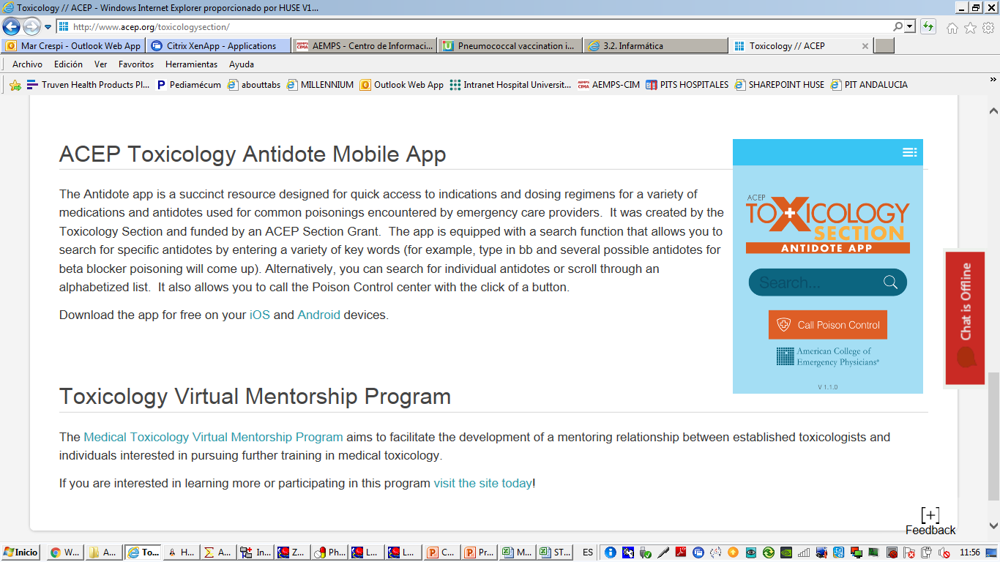 Toxicology // ACEP - Windows Internet Explorer proporcionado por HUSE V1...
http://www.acep.org/toxicologysection/
Mar Crespi - Outlook Web App
Citrix XenApp - Applications
AEMPS - Centro de Informaci...
Pneumococcal vaccination i...
3.2. Informática
Toxicology // ACEP
Archivo Edición Ver Favoritos Herramientas Ayuda
Truven Health Products Pl... Pediamécum abouttabs MILLENNIUM Outlook Web App Intranet Hospital Universit... AEMPS-CIM PITS HOSPITALES SHAREPOINT HUSE PIT ANDALUCIA
ACEP Toxicology Antidote Mobile App
The Antidote app is a succinct resource designed for quick access to indications and dosing regimens for a variety of
medications and antidotes used for common poisonings encountered by emergency care providers. It was created by the
Toxicology Section and funded by an ACEP Section Grant. The app is equipped with a search function that allows you to
search for specific antidotes by entering a variety of key words (for example, type in bb and several possible antidotes for
beta blocker poisoning will come up). Alternatively, you can search for individual antidotes or scroll through an
alphabetized list. It also allows you to call the Poison Control center with the click of a button.
Download the app for free on your iOS and Android devices.
ACEP
TOXICOLOGY
SECTION
ANTIDOTE APP
Search...
Call Poison Control
American College of
Emergency Physicians®
V 1.1.0
Chat is Offline
Toxicology Virtual Mentorship Program
The Medical Toxicology Virtual Mentorship Program aims to facilitate the development of a mentoring relationship between established toxicologists and
individuals interested in pursuing further training in medical toxicology.
If you are interested in learning more or participating in this program visit the site today!
[+]
Feedback
Inicio W... A... To... H... A... In... Z... Ph... L... L... C... Pr... M... ST... ES 11:56